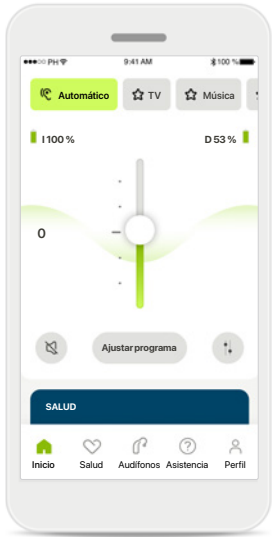 PH 9:41 AM 100 %
Automático TV Música
I 100 % D 53 %
0
Ajustar programa
SALUD
Inicio Salud Audífonos Asistencia Perfil